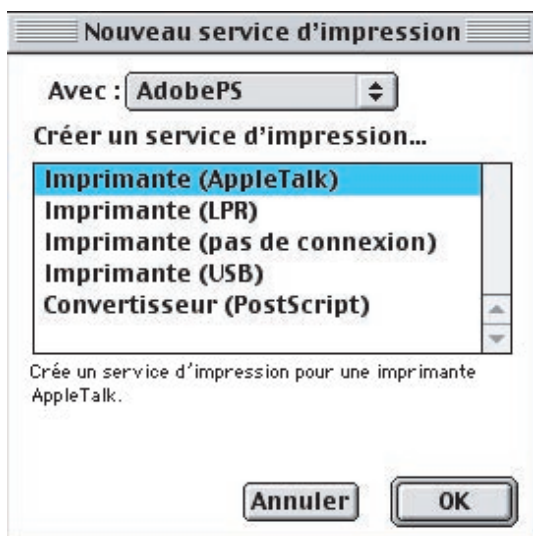 Nouveau service d'impression
Avec : AdobePS
Créer un service d'impression...
Imprimante (AppleTalk)
Imprimante (LPR)
Imprimante (pas de connexion)
Imprimante (USB)
Convertisseur (PostScript)
Crée un service d'impression pour une imprimante
AppleTalk.
Annuler OK